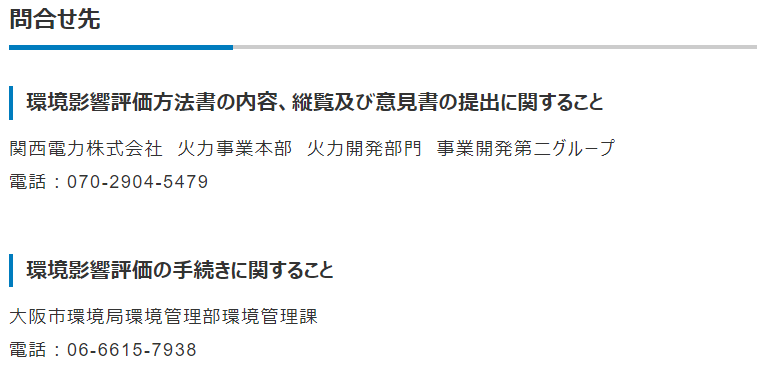 問合せ先
環境影響評価方法書の内容、縦覧及び意見書の提出に関すること
関西電力株式会社　火力事業本部　火力開発部門　事業開発第二グループ
電話：070-2904-5479
環境影響評価の手続きに関すること
大阪市環境局環境管理部環境管理課
電話：06-6615-7938